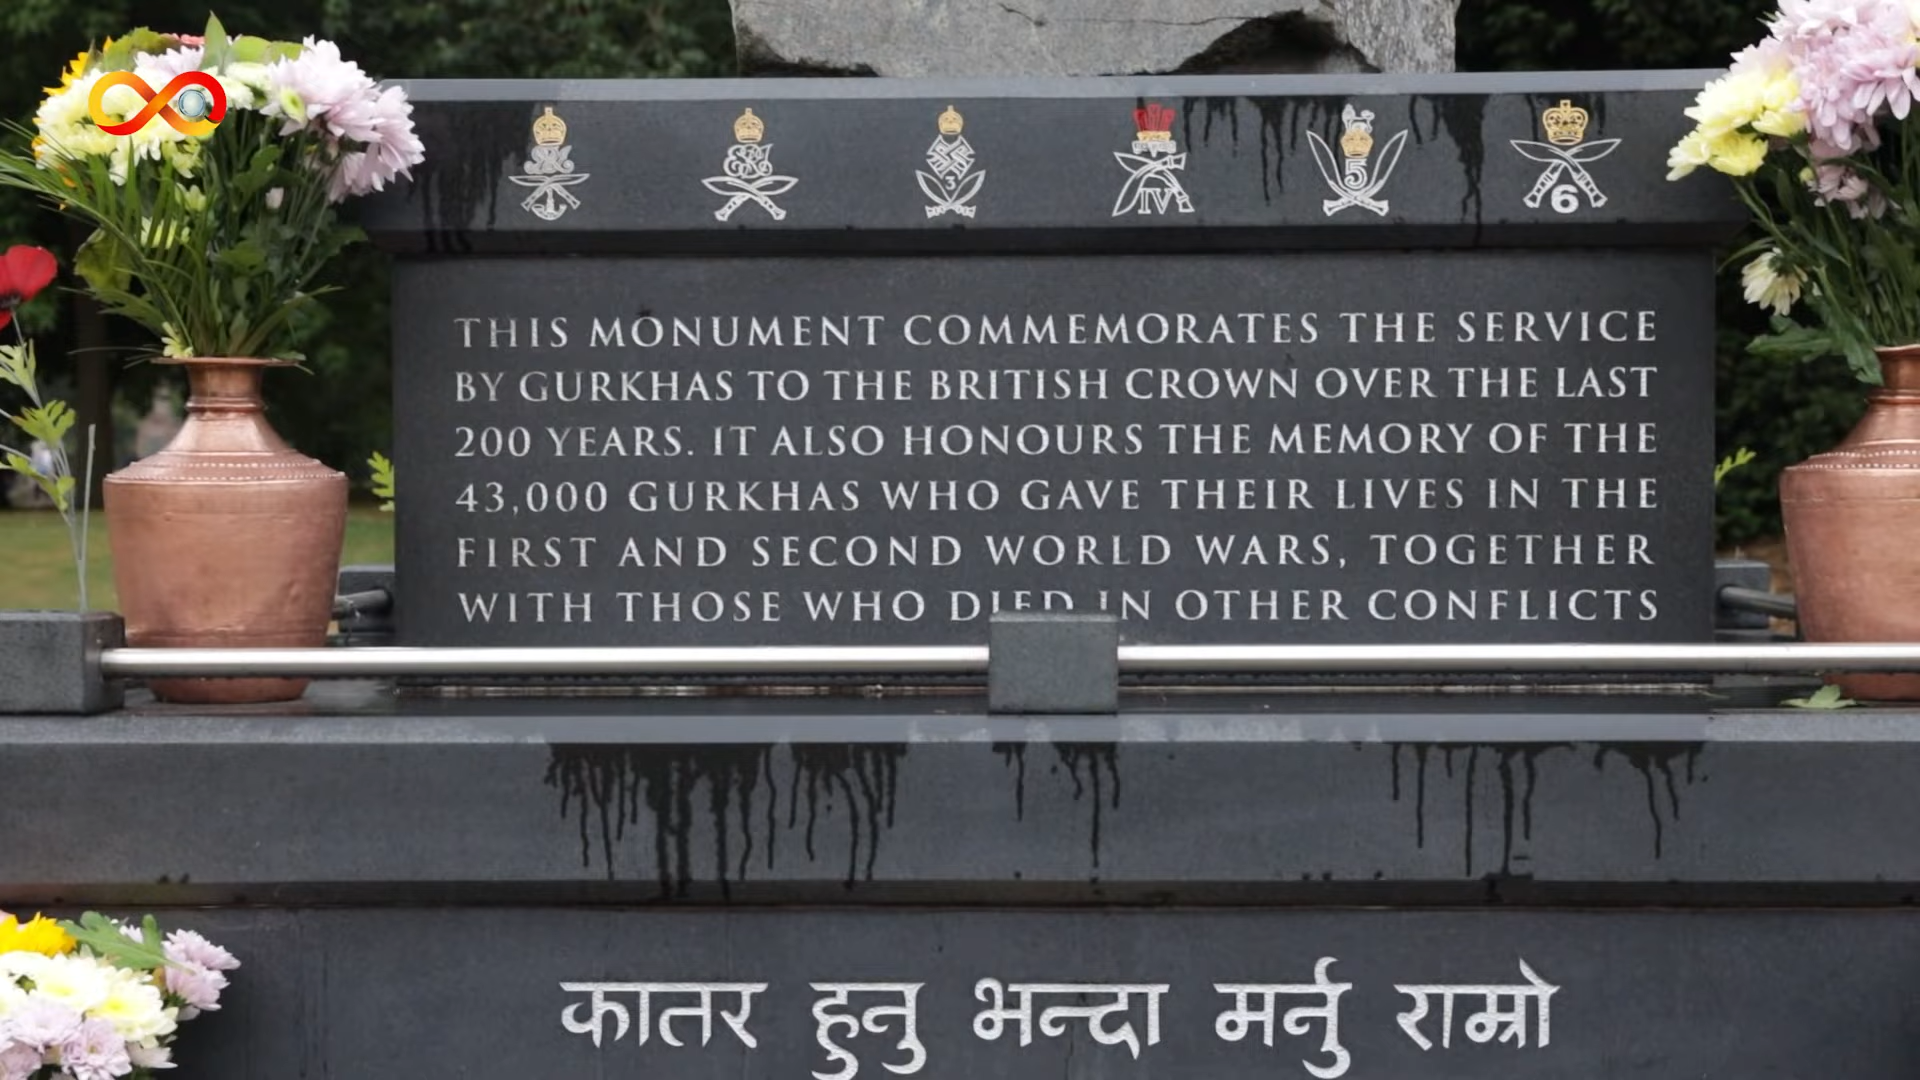 3 IV 5 6
THIS MONUMENT COMMEMORATES THE SERVICE
BY GURKHAS TO THE BRITISH CROWN OVER THE LAST
200 YEARS. IT ALSO HONOURS THE MEMORY OF THE
43,000 GURKHAS WHO GAVE THEIR LIVES IN THE
FIRST AND SECOND WORLD WARS, TOGETHER
WITH THOSE WHO DIED IN OTHER CONFLICTS
कातर हुनु भन्दा मर्नु राम्रो